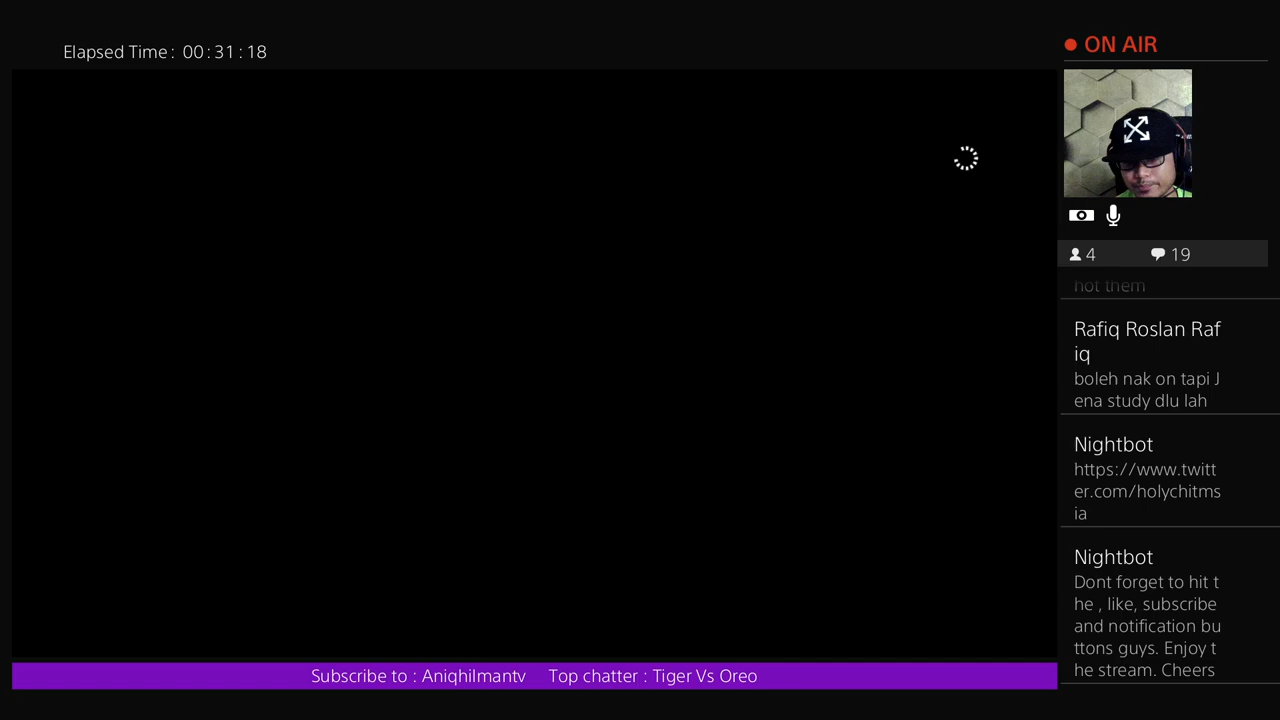 Elapsed Time: 00:31:18
ON AIR
4 19
hot them
Rafiq Roslan Raf
iq
boleh nak on tapi J
ena study dlu lah
Nightbot
https://www.twitt
er.com/holychitms
ia
Nightbot
Dont forget to hit t
he , like, subscribe
and notification bu
ttons guys. Enjoy t
he stream. Cheers
Subscribe to : Aniqhilmantv Top chatter : Tiger Vs Oreo